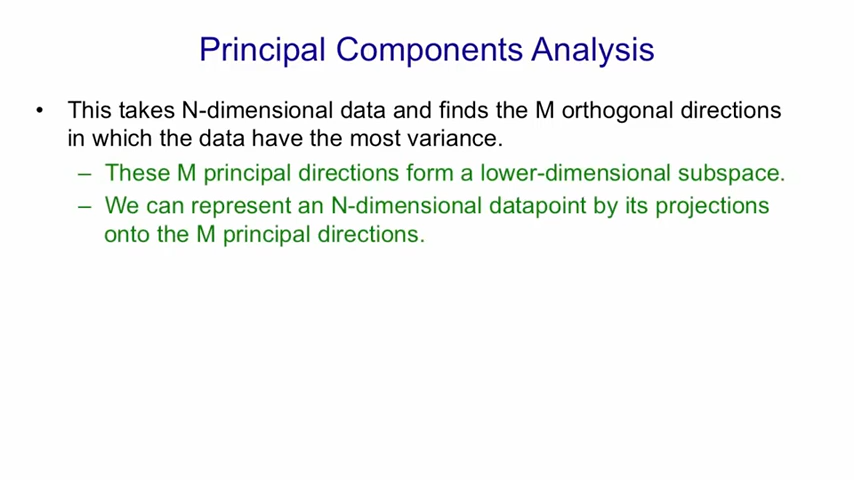 Principal Components Analysis
• This takes N-dimensional data and finds the M orthogonal directions
in which the data have the most variance.
– These M principal directions form a lower-dimensional subspace.
– We can represent an N-dimensional datapoint by its projections
onto the M principal directions.